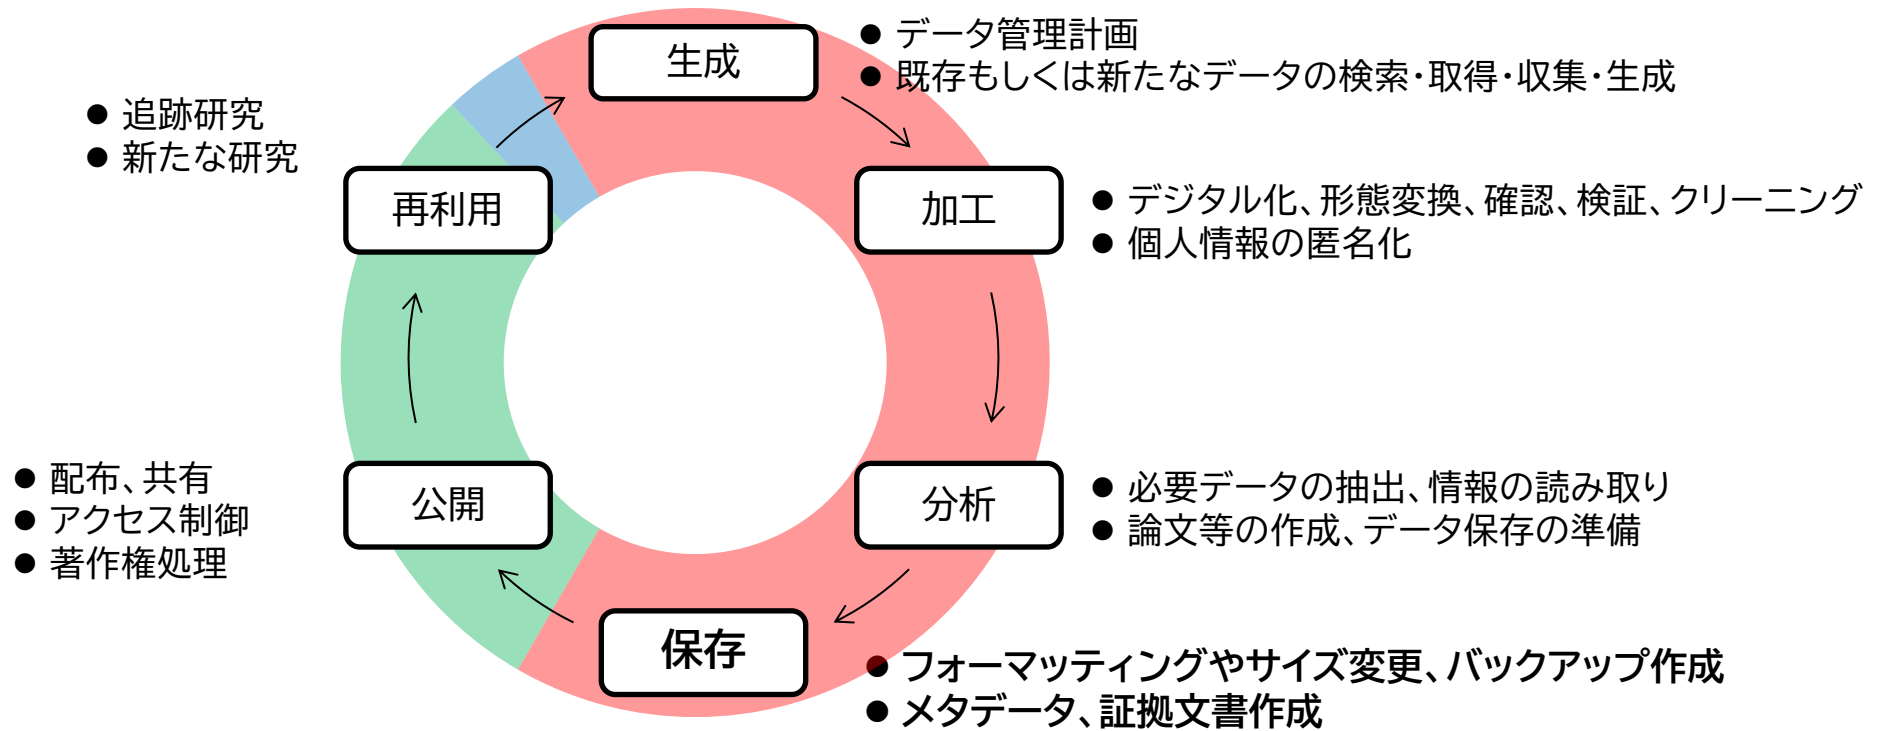 生成
● データ管理計画
● 既存もしくは新たなデータの検索・取得・収集・生成
加工
● デジタル化、形態変換、確認、検証、クリーニング
● 個人情報の匿名化
分析
● 必要データの抽出、情報の読み取り
● 論文等の作成、データ保存の準備
保存
● フォーマッティングやサイズ変更、バックアップ作成
● メタデータ、証拠文書作成
公開
● 配布、共有
● アクセス制御
● 著作権処理
再利用
● 追跡研究
● 新たな研究